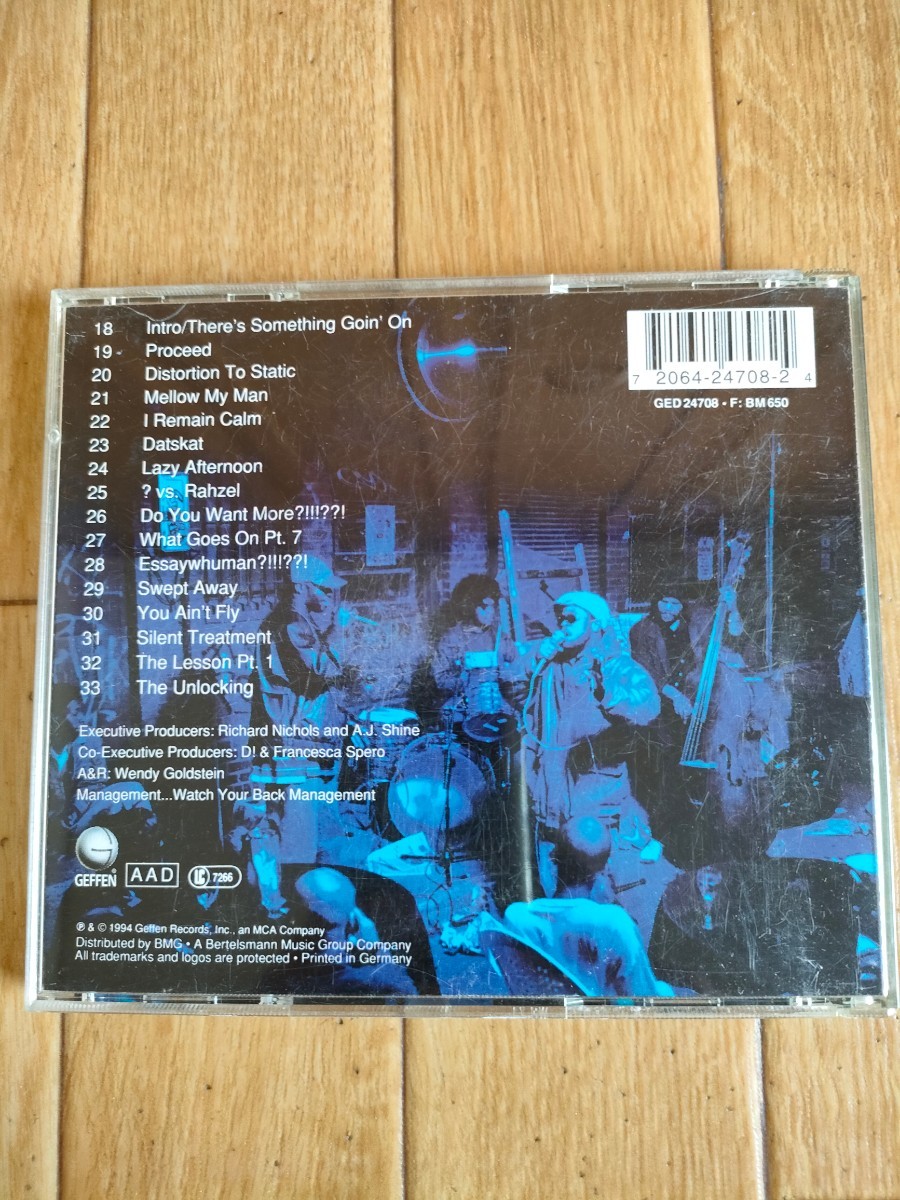 18 Intro/There's Something Goin' On
19 Proceed
20 Distortion To Static
21 Mellow My Man
22 I Remain Calm
23 Datskat
24 Lazy Afternoon
25 ? vs. Rahzel
26 Do You Want More?!!!??!
27 What Goes On Pt. 7
28 Essaywhuman?!!!??!
29 Swept Away
30 You Ain't Fly
31 Silent Treatment
32 The Lesson Pt. 1
33 The Unlocking
7 2064-24708-2 4
GED 24708 • F: BM 650
Executive Producers: Richard Nichols and A.J. Shine
Co-Executive Producers: D! & Francesca Spero
A&R: Wendy Goldstein
Management...Watch Your Back Management
GEFFEN® AAD LC 7266
℗ & © 1994 Geffen Records, Inc., an MCA Company
Distributed by BMG • A Bertelsmann Music Group Company
All trademarks and logos are protected • Printed in Germany